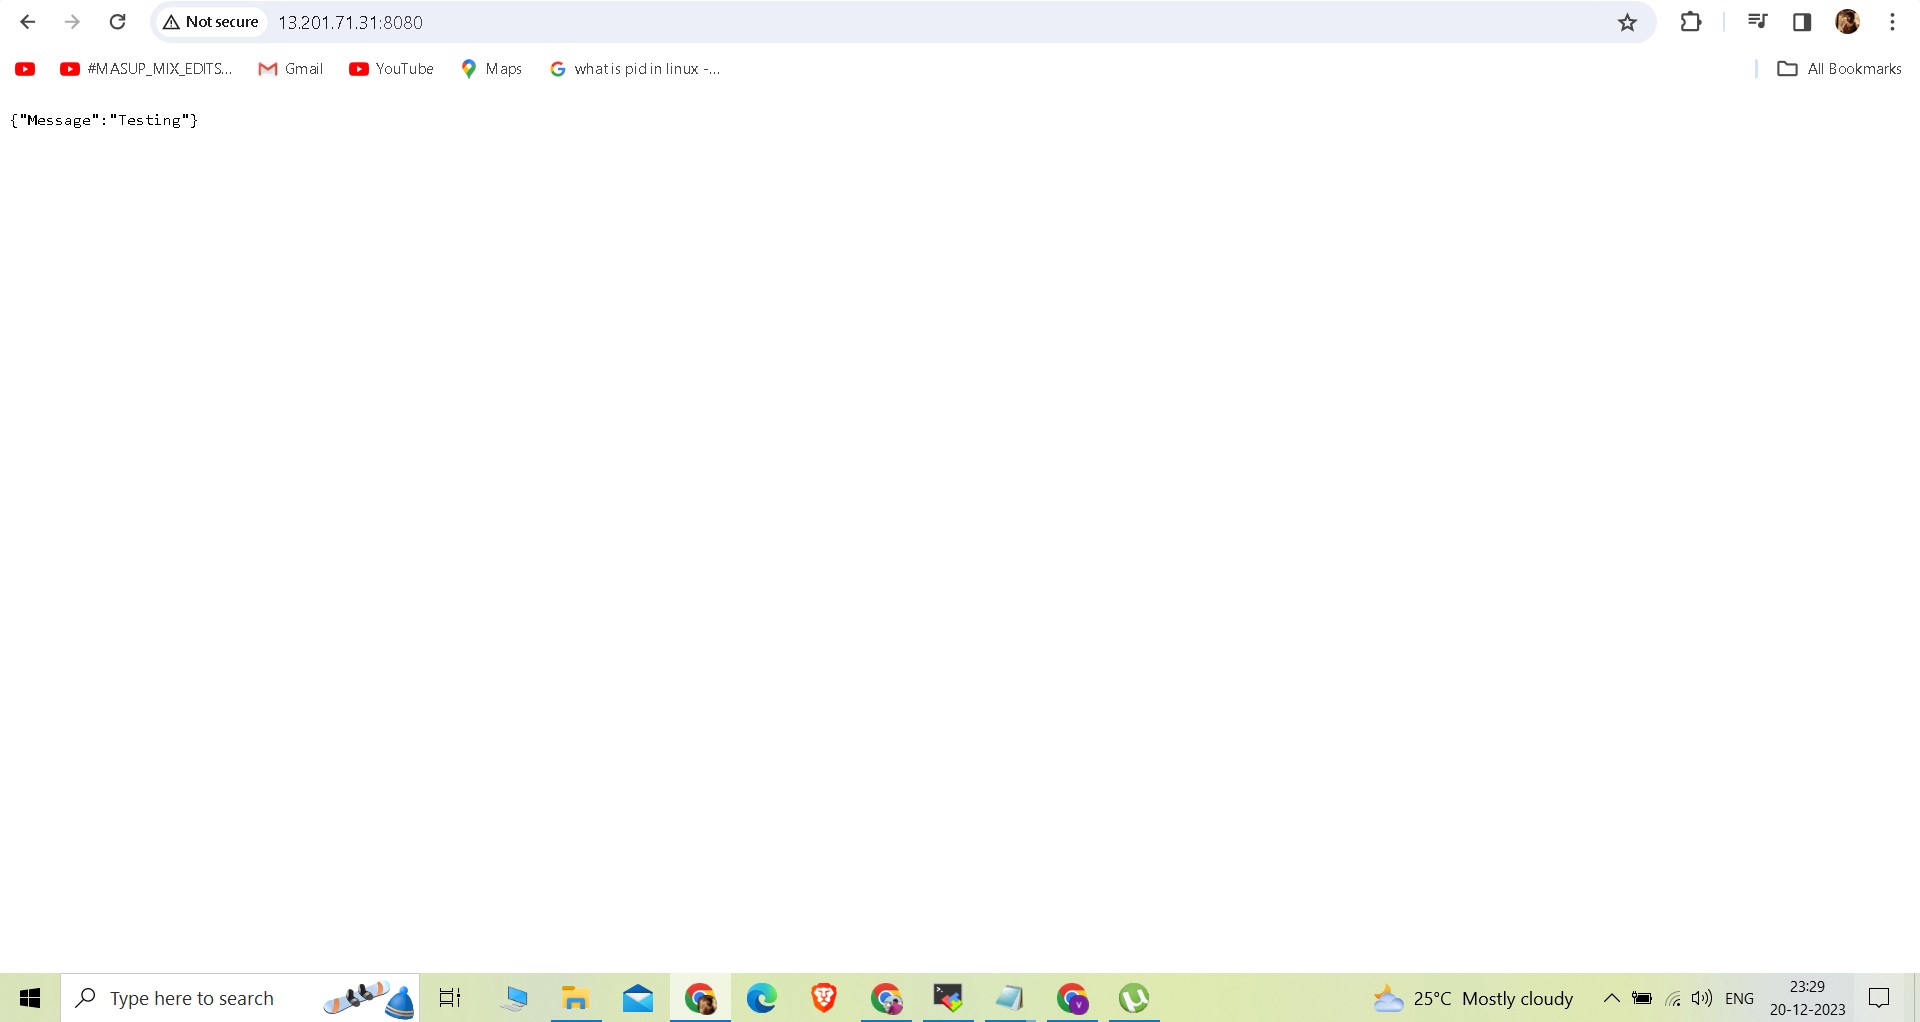 Not secure 13.201.71.31:8080
#MASUP_MIX_EDITS... Gmail YouTube Maps what is pid in linux -... All Bookmarks
{"Message":"Testing"}
Type here to search 25°C Mostly cloudy ENG 23:29
20-12-2023